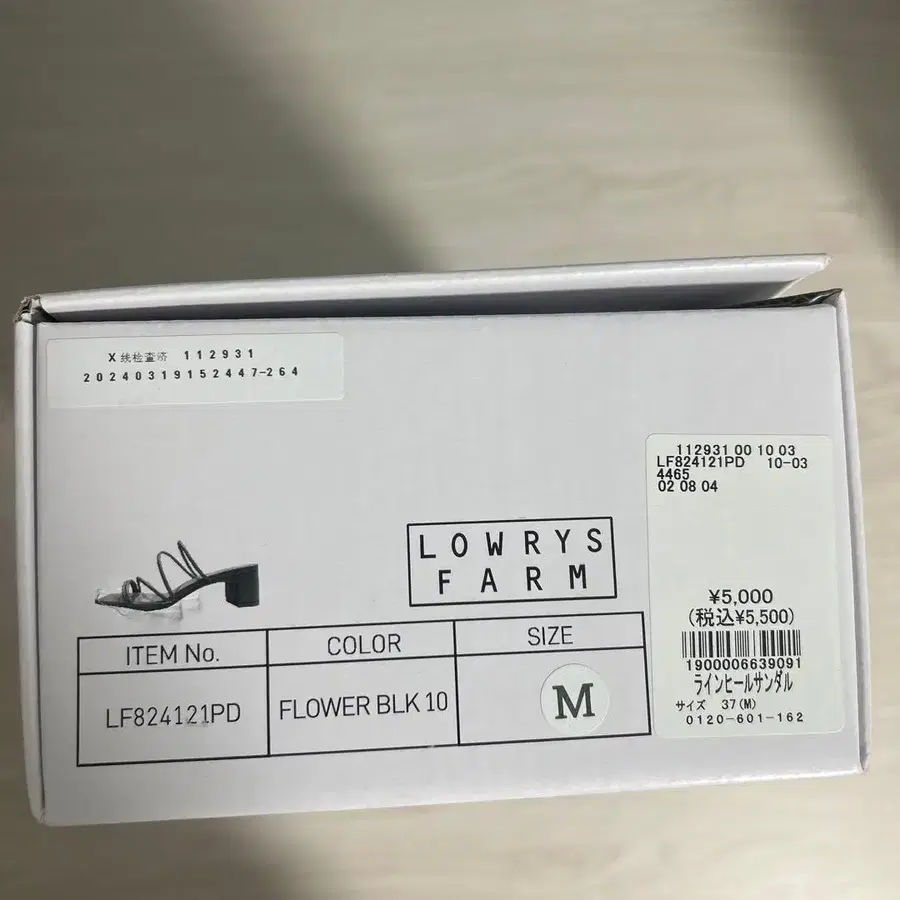 X线检查济 112931
20240319152447-264
112931 00 10 03
LF824121PD 10-03
4465
02 08 04
LOWRYS
FARM
¥5,000
(税込¥5,500)
1900006639091
ラインヒールサンダル
サイズ 37(M)
0120-601-162
ITEM No. COLOR SIZE
LF824121PD FLOWER BLK 10 M